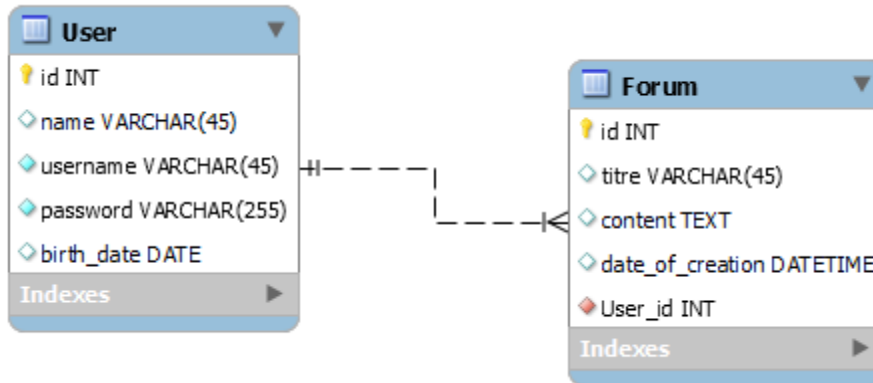 User
id INT
name VARCHAR(45)
username VARCHAR(45)
password VARCHAR(255)
birth_date DATE
Indexes
Forum
id INT
titre VARCHAR(45)
content TEXT
date_of_creation DATETIME
User_id INT
Indexes